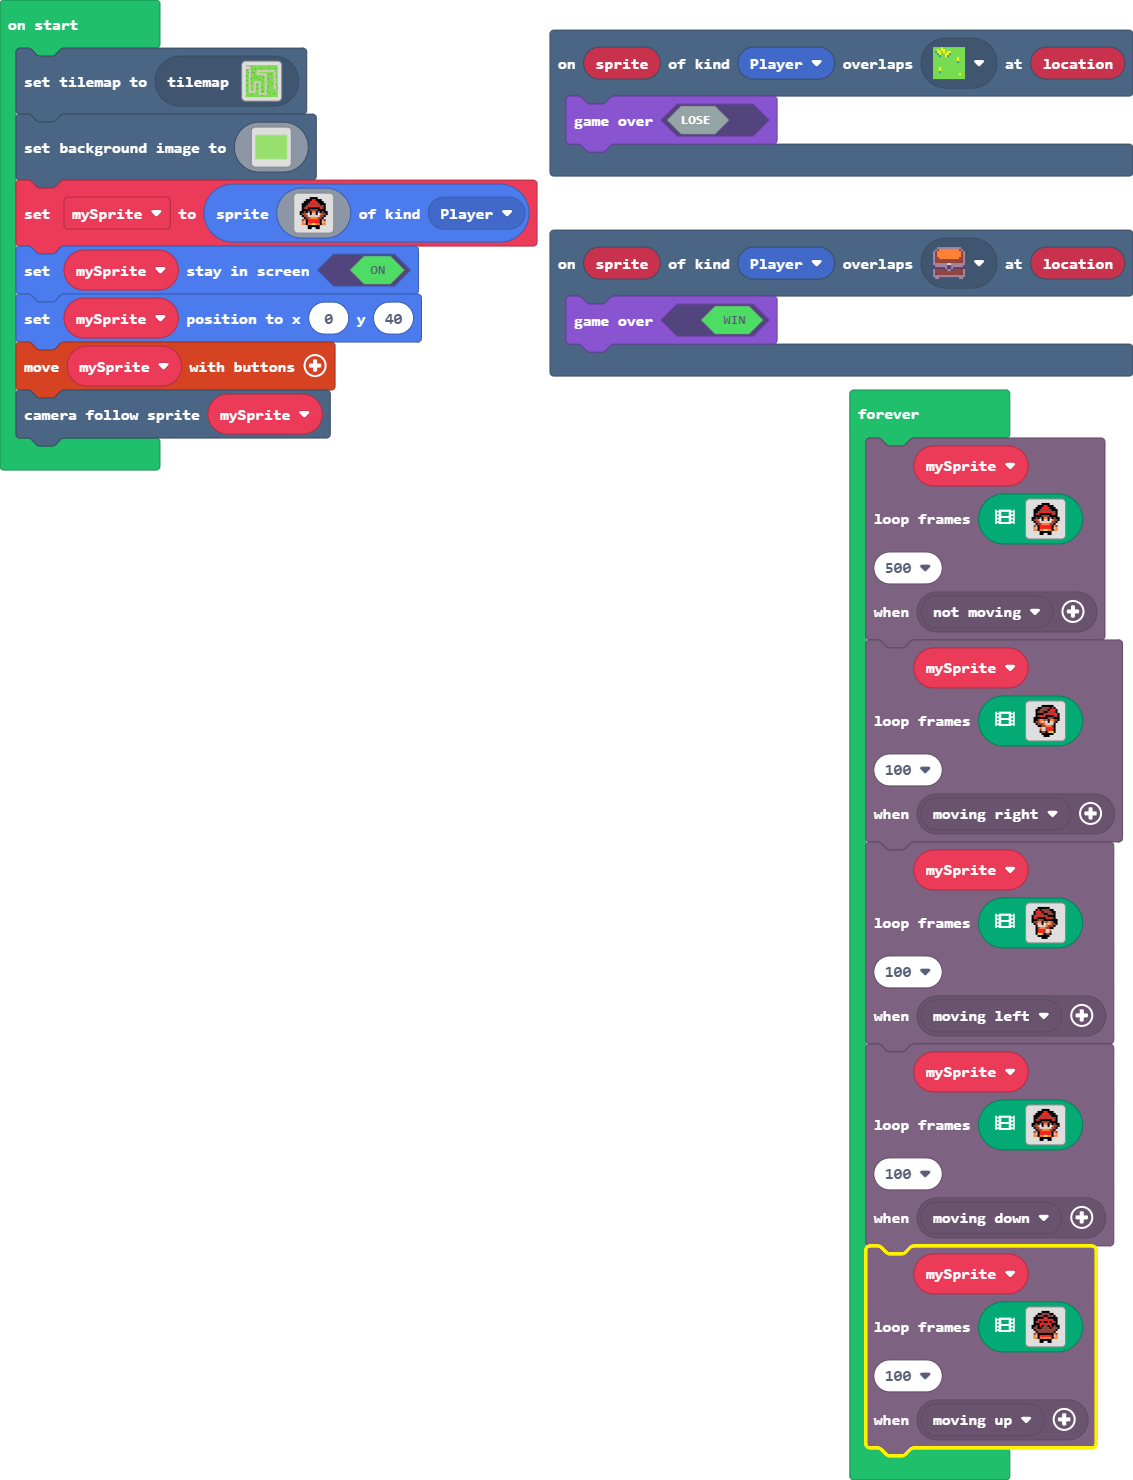 on start
set tilemap to tilemap
set background image to
set mySprite to sprite of kind Player
set mySprite stay in screen ON
set mySprite position to x 0 y 40
move mySprite with buttons
camera follow sprite mySprite
on sprite of kind Player overlaps at location
game over LOSE
on sprite of kind Player overlaps at location
game over WIN
forever
mySprite
loop frames
500
when not moving
mySprite
loop frames
100
when moving right
mySprite
loop frames
100
when moving left
mySprite
loop frames
100
when moving down
mySprite
loop frames
100
when moving up